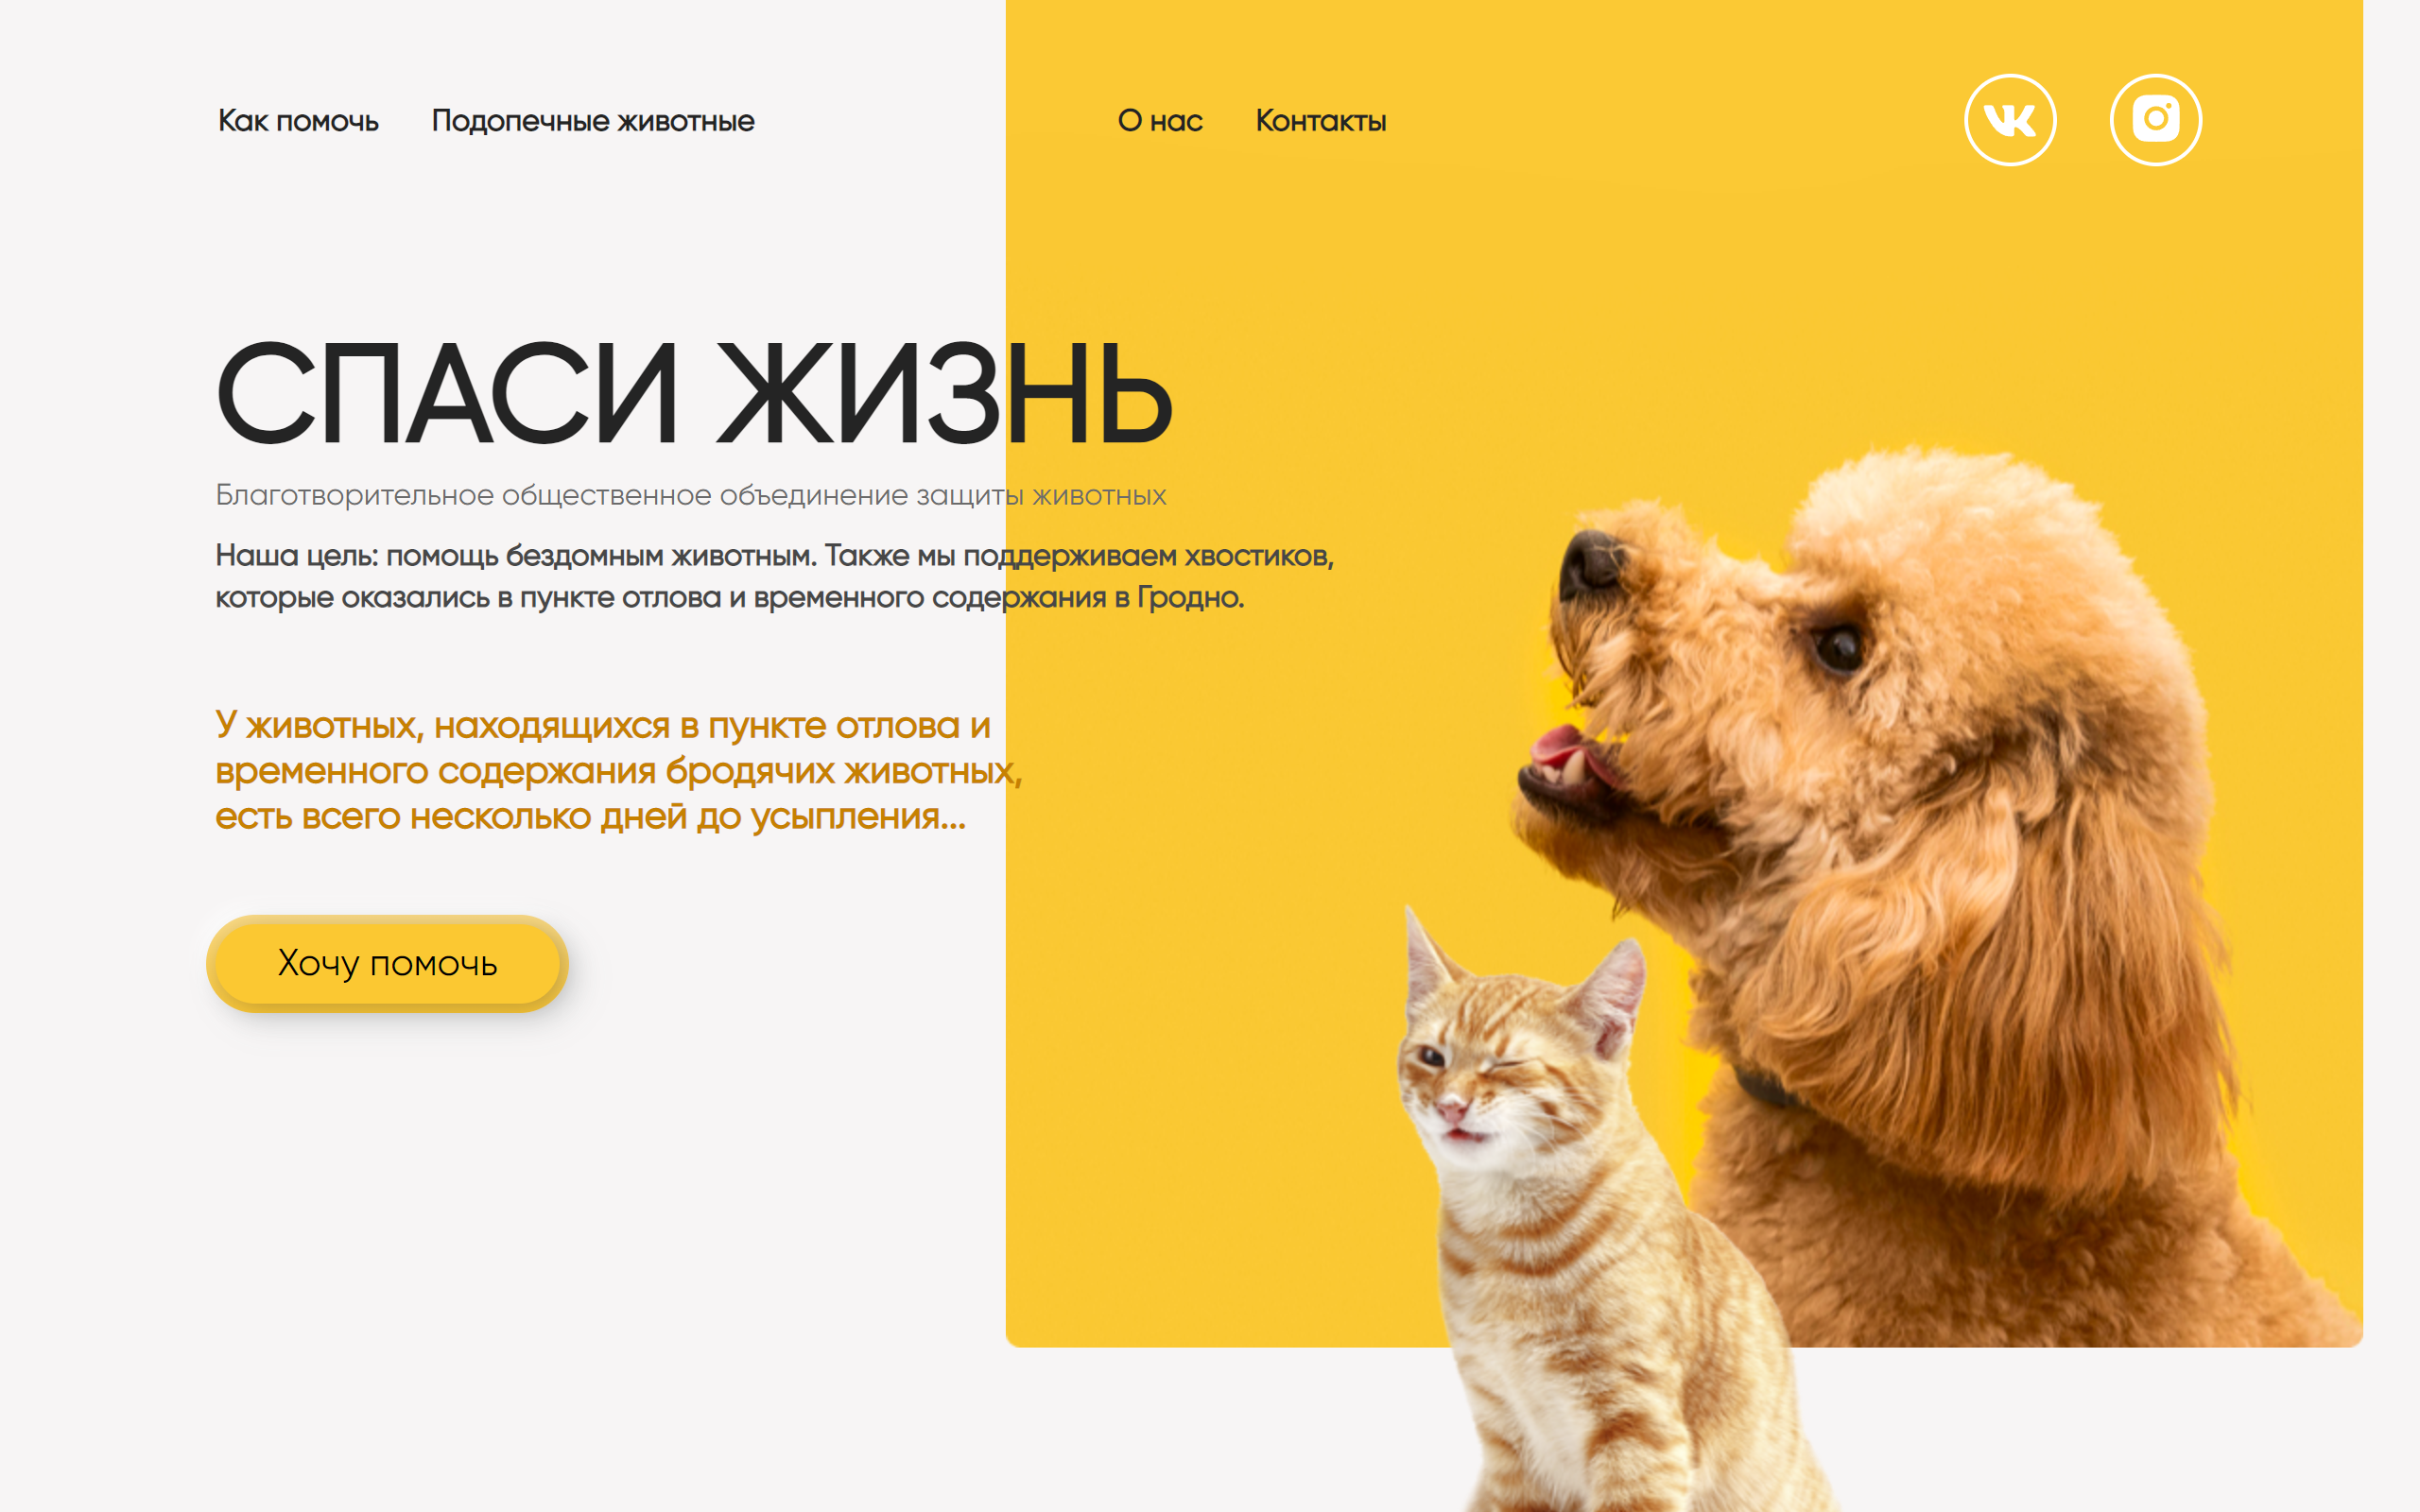 Как помочь Подопечные животные О нас Контакты
СПАСИ ЖИЗНЬ
Благотворительное общественное объединение защиты животных
Наша цель: помощь бездомным животным. Также мы поддерживаем хвостиков,
которые оказались в пункте отлова и временного содержания в Гродно.
У животных, находящихся в пункте отлова и
временного содержания бродячих животных,
есть всего несколько дней до усыпления...
Хочу помочь